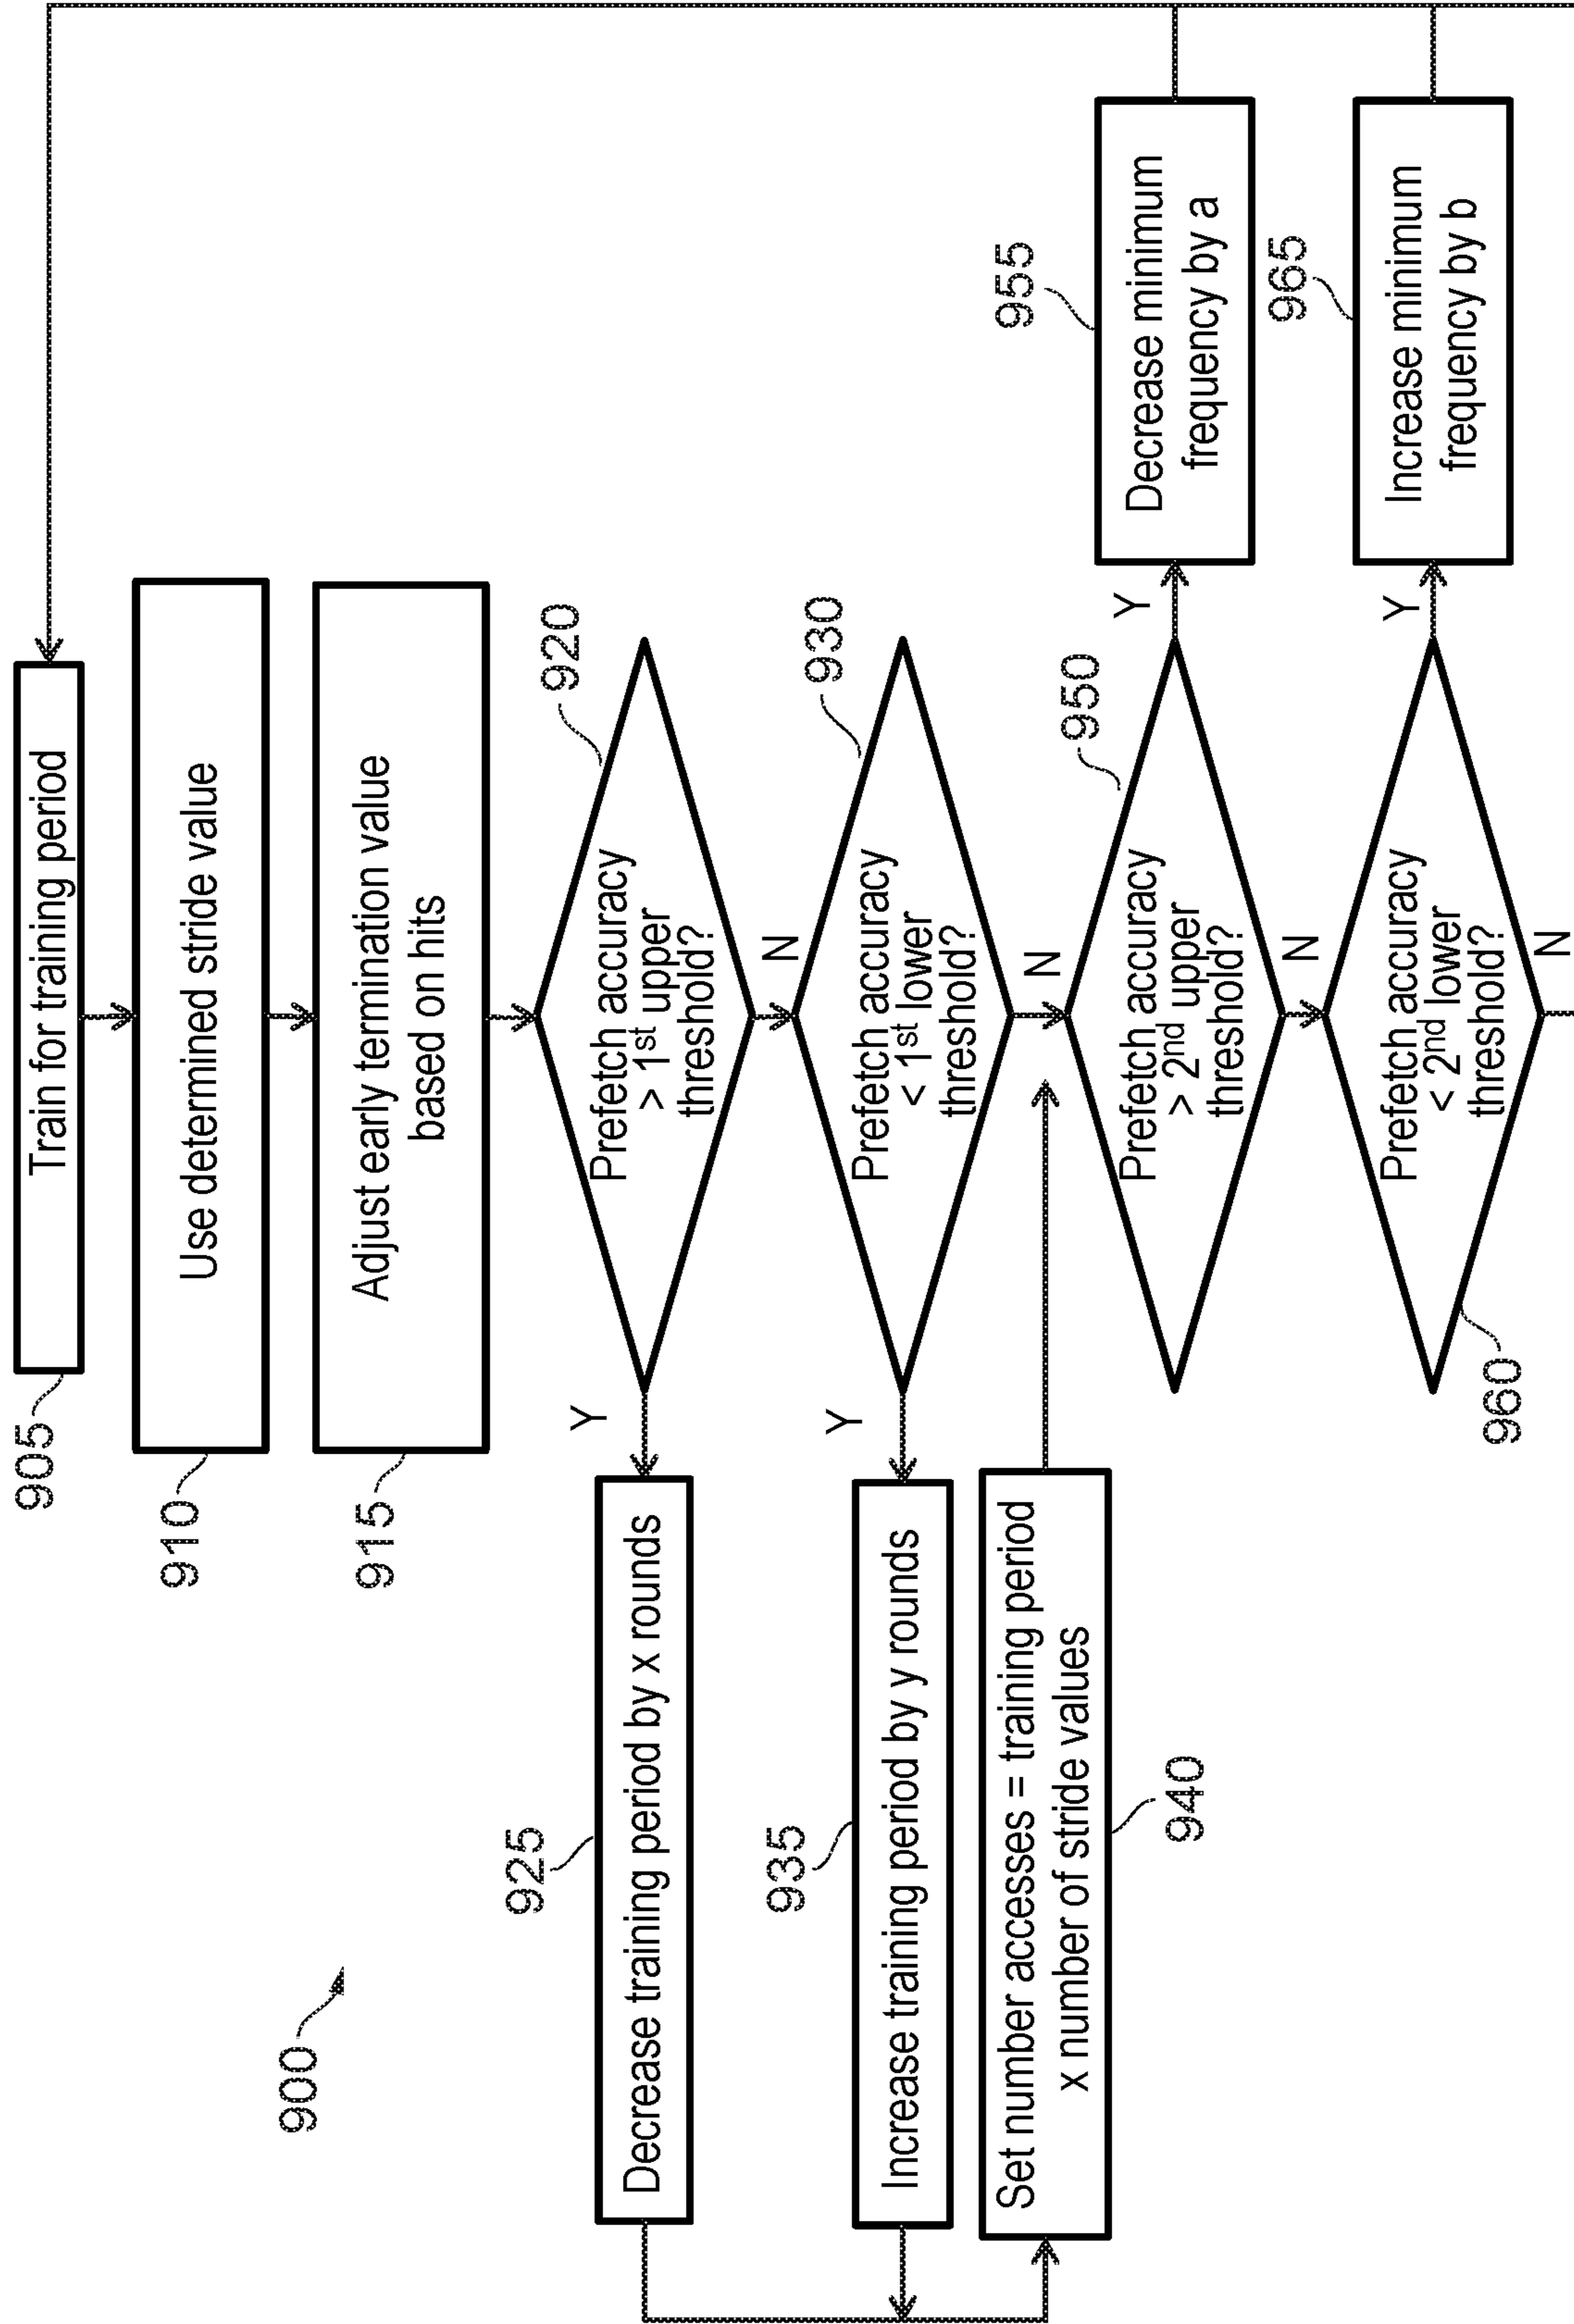 900
905
Train for training period
910
Use determined stride value
915
Adjust early termination value
based on hits
920
Prefetch accuracy
> 1st upper
threshold?
Y
N
925
Decrease training period by x rounds
930
Prefetch accuracy
< 1st lower
threshold?
Y
N
935
Increase training period by y rounds
940
Set number accesses = training period
x number of stride values
950
Prefetch accuracy
> 2nd upper
threshold?
Y
N
955
Decrease minimum
frequency by a
960
Prefetch accuracy
< 2nd lower
threshold?
Y
N
965
Increase minimum
frequency by b